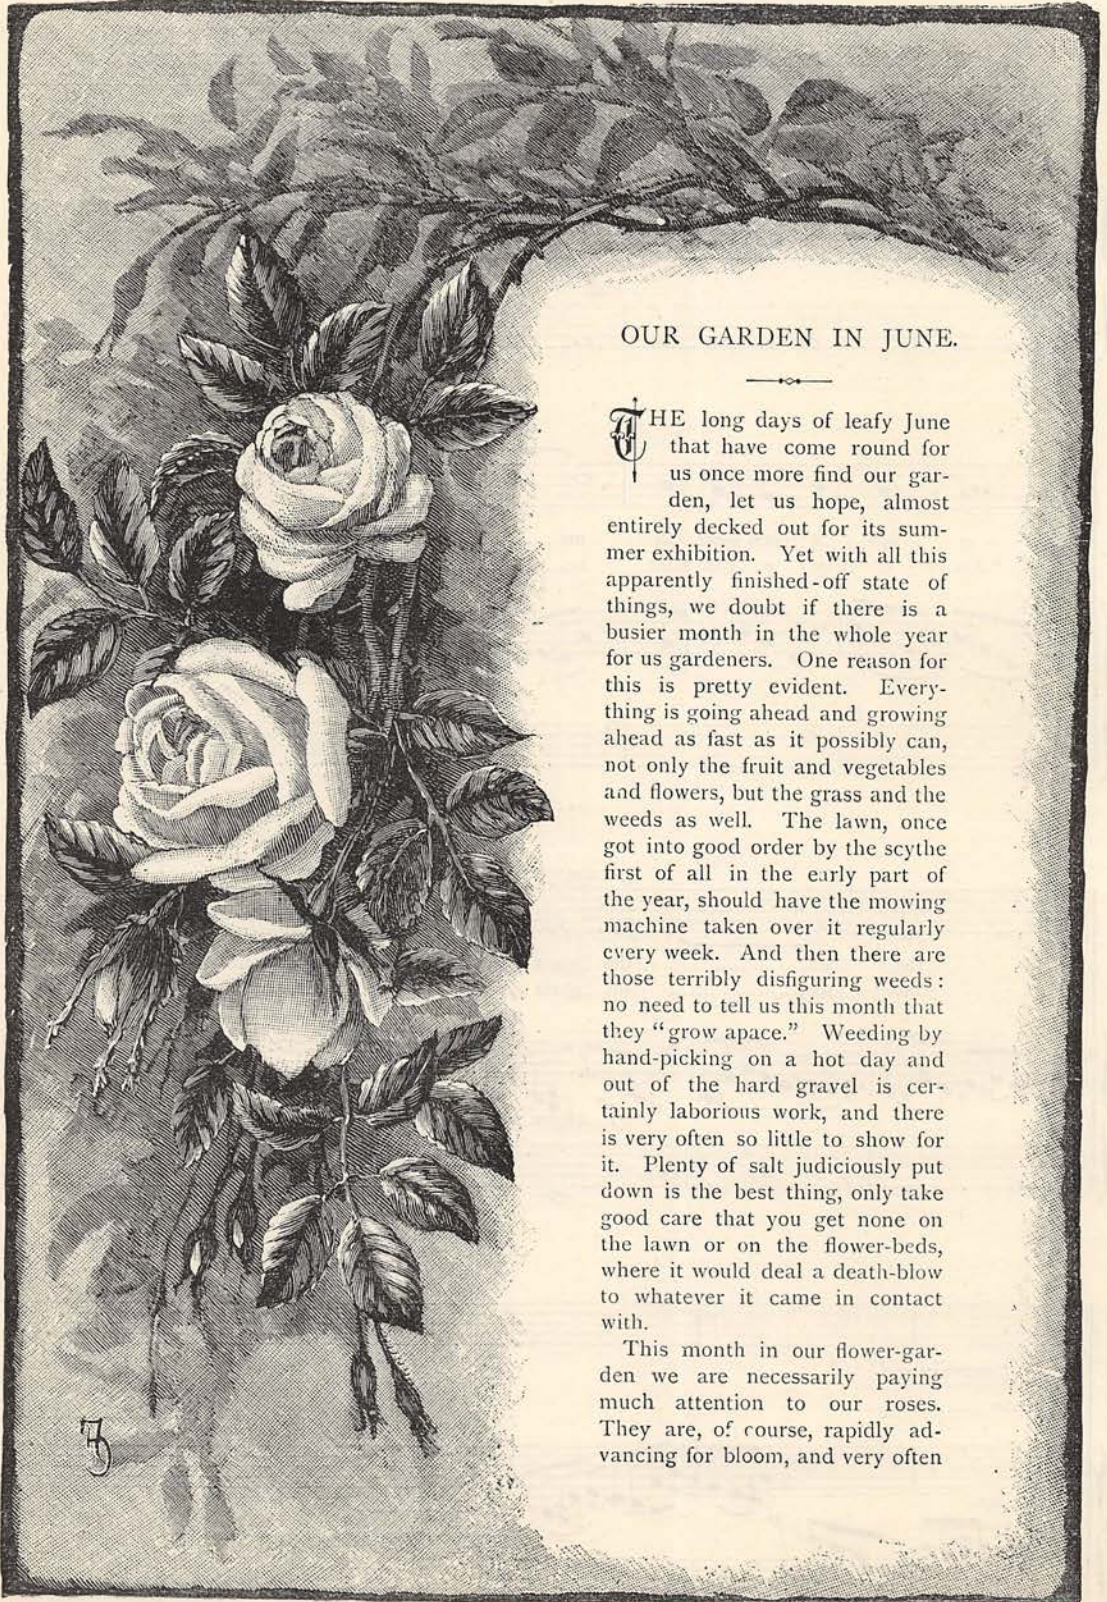 OUR GARDEN IN JUNE.
THE long days of leafy June
that have come round for
us once more find our gar-
den, let us hope, almost
entirely decked out for its sum-
mer exhibition. Yet with all this
apparently finished-off state of
things, we doubt if there is a
busier month in the whole year
for us gardeners. One reason for
this is pretty evident. Every-
thing is going ahead and growing
ahead as fast as it possibly can,
not only the fruit and vegetables
and flowers, but the grass and the
weeds as well. The lawn, once
got into good order by the scythe
first of all in the early part of
the year, should have the mowing
machine taken over it regularly
every week. And then there are
those terribly disfiguring weeds:
no need to tell us this month that
they "grow apace." Weeding by
hand-picking on a hot day and
out of the hard gravel is cer-
tainly laborious work, and there
is very often so little to show for
it. Plenty of salt judiciously put
down is the best thing, only take
good care that you get none on
the lawn or on the flower-beds,
where it would deal a death-blow
to whatever it came in contact
with.
This month in our flower-gar-
den we are necessarily paying
much attention to our roses.
They are, of course, rapidly ad-
vancing for bloom, and very often